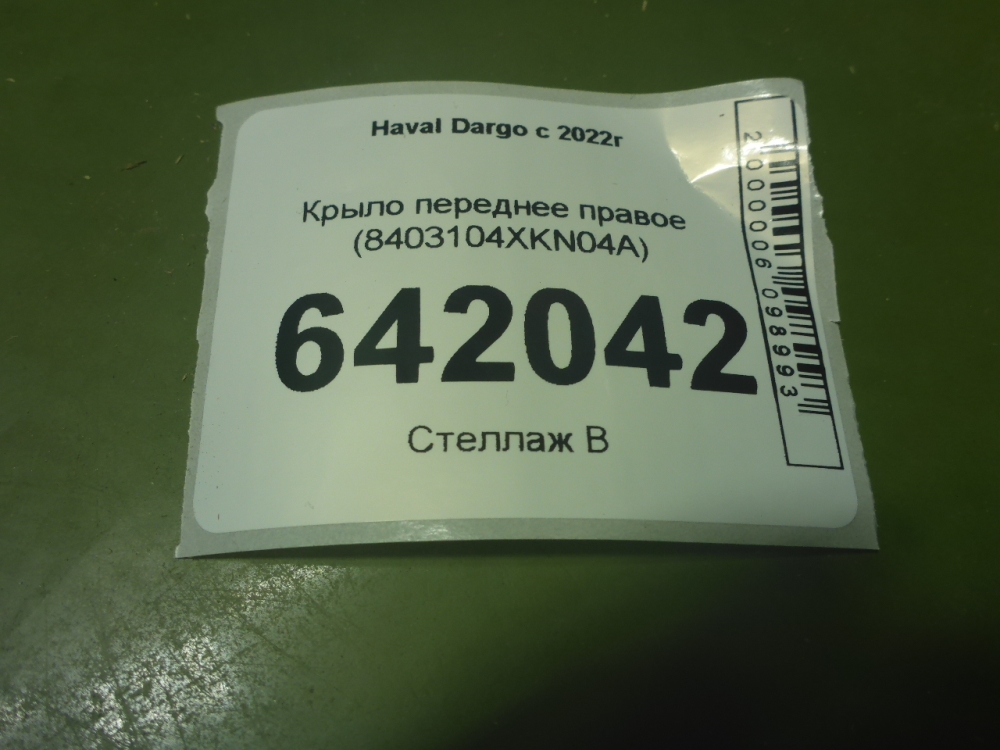 Haval Dargo с 2022г
Крыло переднее правое
(8403104XKN04A)
642042
Стеллаж В
2000006098993